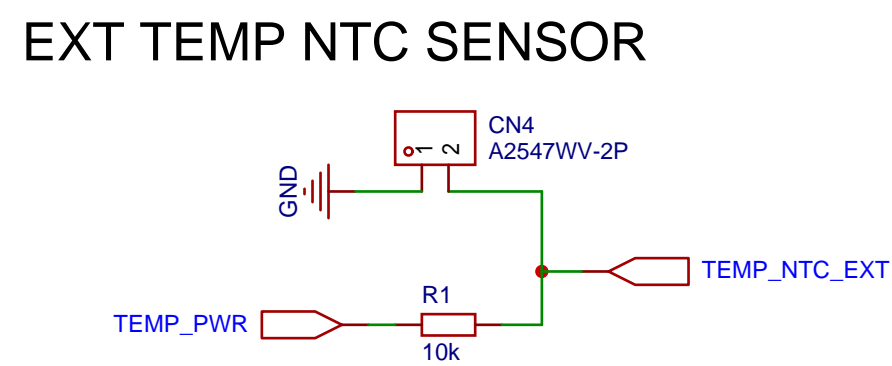 EXT TEMP NTC SENSOR
CN4
A2547WV-2P
1 2
GND
TEMP_NTC_EXT
R1
TEMP_PWR
10k